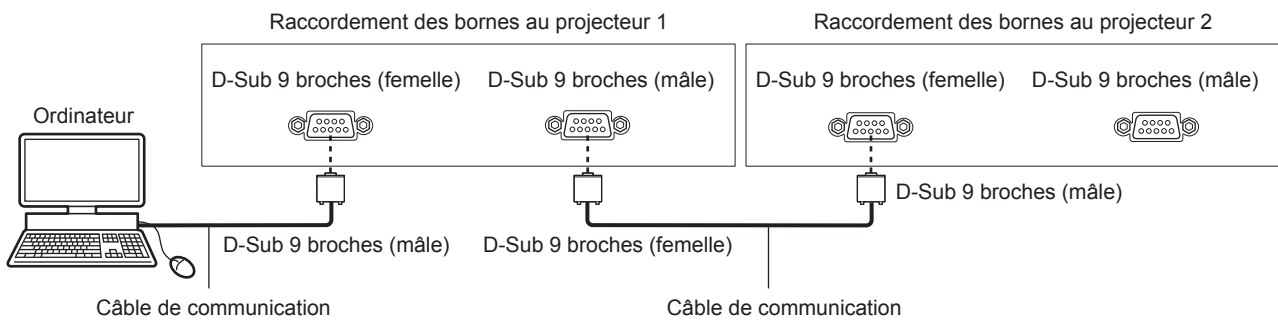 Raccordement des bornes au projecteur 1
Raccordement des bornes au projecteur 2
D-Sub 9 broches (femelle)
D-Sub 9 broches (mâle)
D-Sub 9 broches (femelle)
D-Sub 9 broches (mâle)
Ordinateur
D-Sub 9 broches (mâle)
D-Sub 9 broches (mâle)
D-Sub 9 broches (femelle)
Câble de communication
Câble de communication